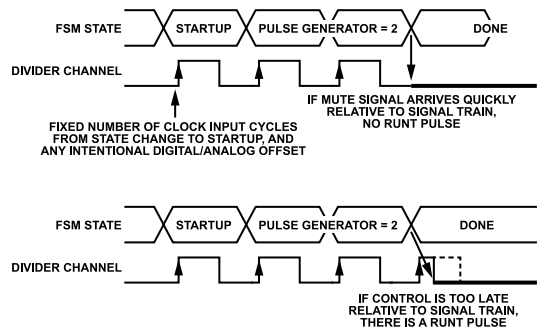 FSM STATE
STARTUP
PULSE GENERATOR = 2
DONE
DIVIDER CHANNEL
FIXED NUMBER OF CLOCK INPUT CYCLES
FROM STATE CHANGE TO STARTUP, AND
ANY INTENTIONAL DIGITAL/ANALOG OFFSET
IF MUTE SIGNAL ARRIVES QUICKLY
RELATIVE TO SIGNAL TRAIN,
NO RUNT PULSE
FSM STATE
STARTUP
PULSE GENERATOR = 2
DONE
DIVIDER CHANNEL
IF CONTROL IS TOO LATE
RELATIVE TO SIGNAL TRAIN,
THERE IS A RUNT PULSE